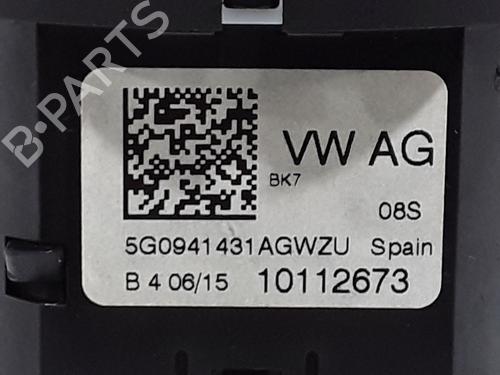 B-PARTS
VW AG
BK7
08S
5G0941431AGWZU Spain
B 4 06/15 10112673